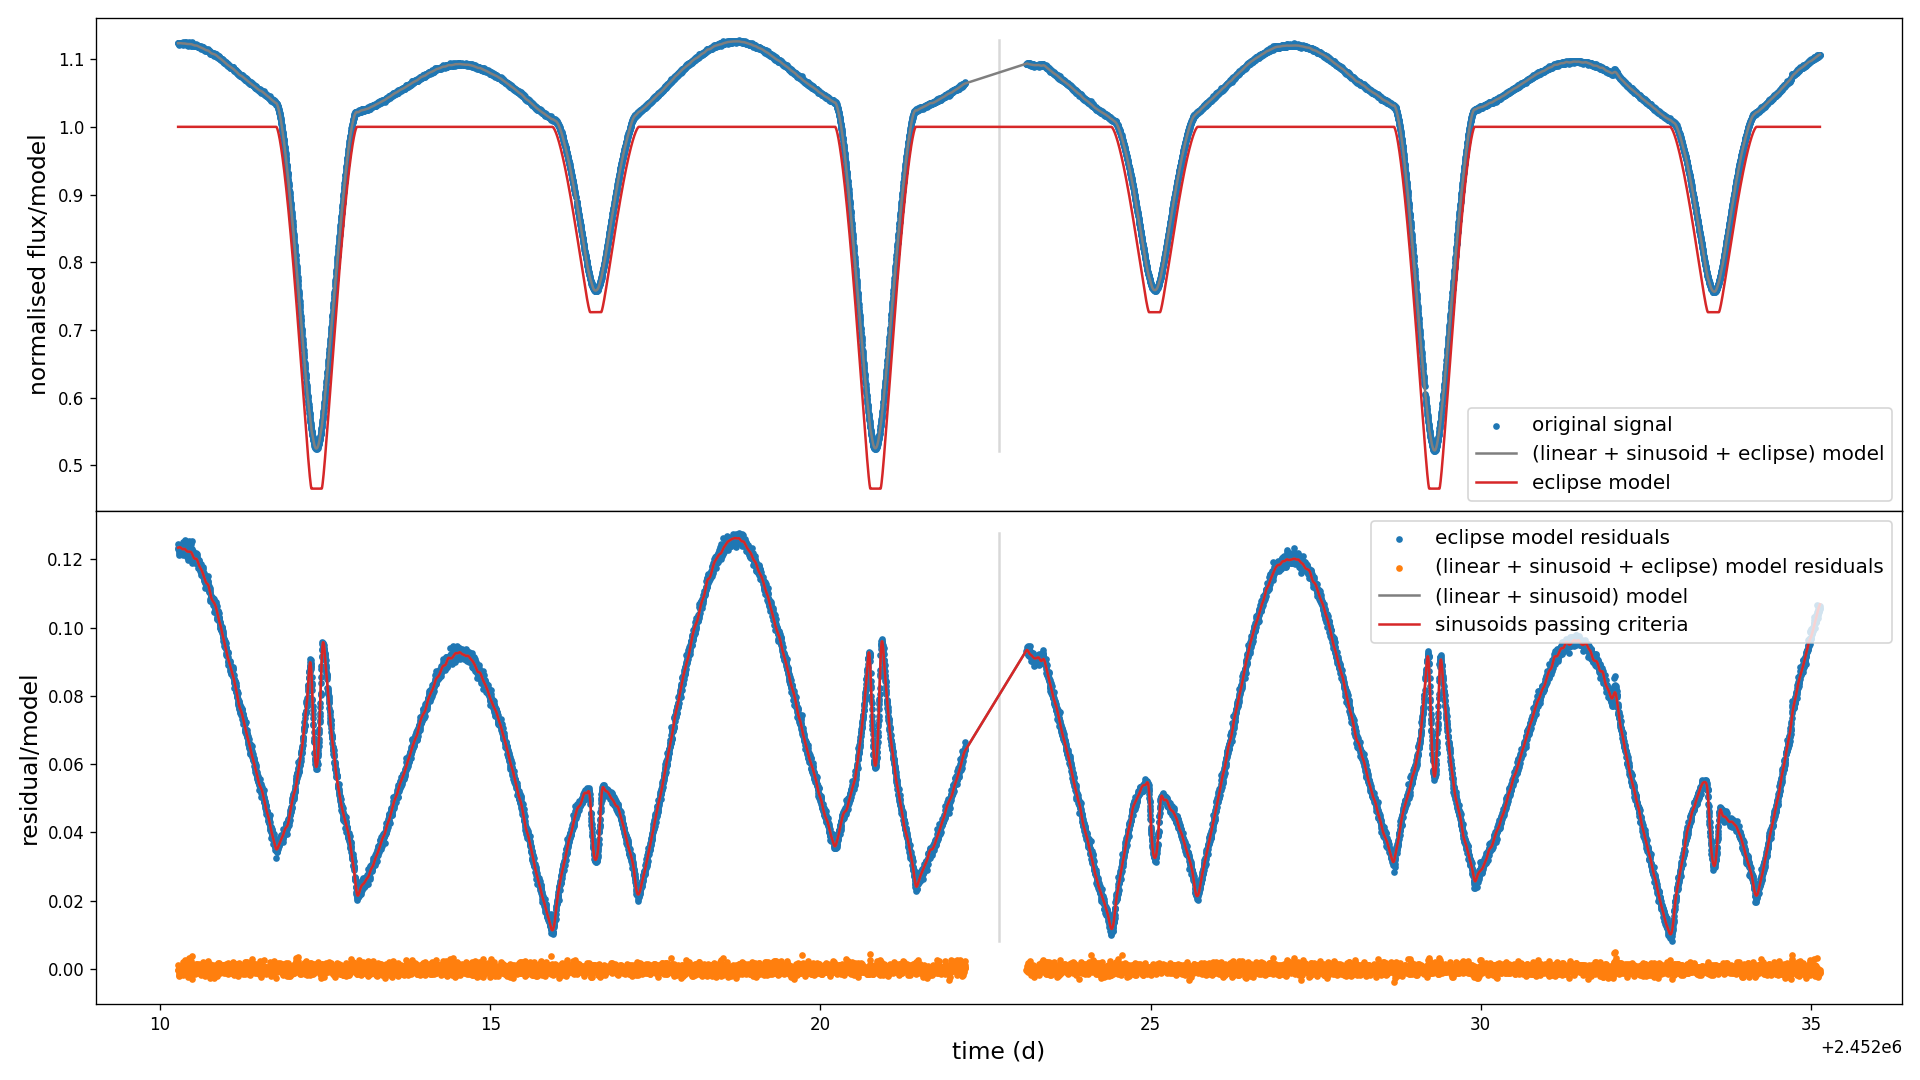 normalised flux/model
1.1
1.0
0.9
0.8
0.7
0.6
0.5
original signal
(linear + sinusoid + eclipse) model
eclipse model
residual/model
0.12
0.10
0.08
0.06
0.04
0.02
0.00
eclipse model residuals
(linear + sinusoid + eclipse) model residuals
(linear + sinusoid) model
sinusoids passing criteria
10
15
20
25
30
35
+2.452e6
time (d)